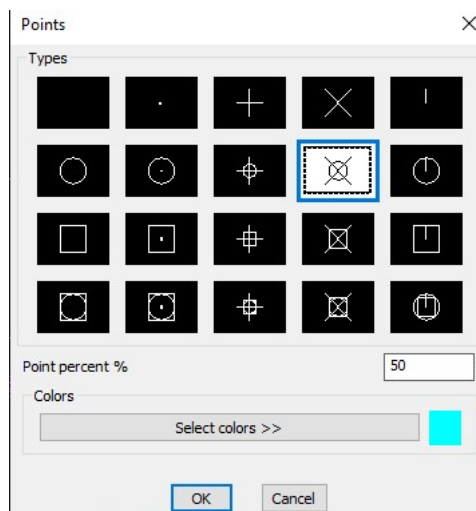 Points
Types
Point percent %
50
Colors
Select colors >>
OK
Cancel